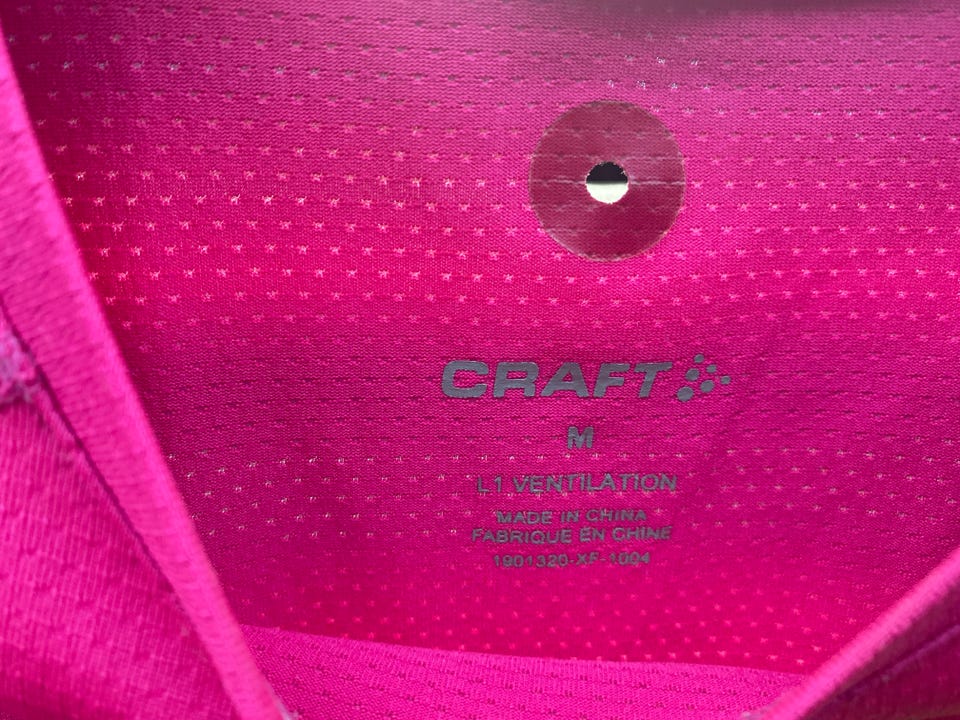 CRAFT
M
L1 VENTILATION
MADE IN CHINA
FABRIQUE EN CHINE
1901320-XF-1004